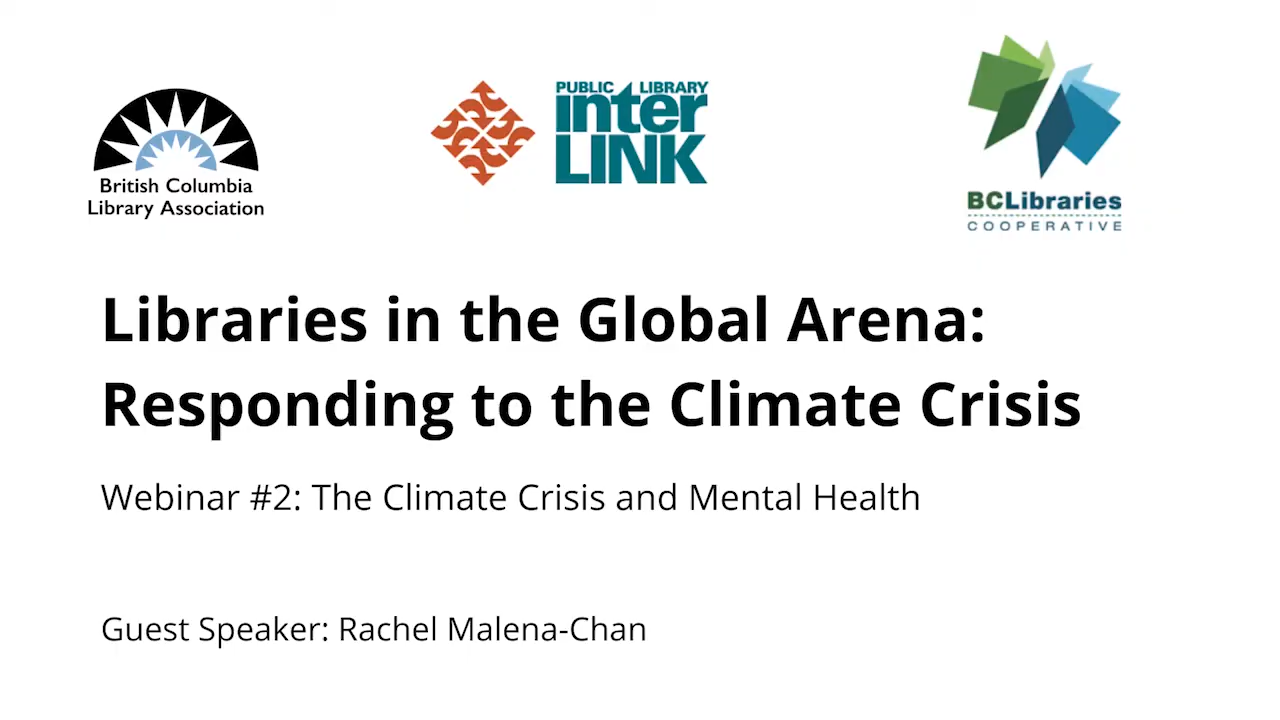 British Columbia
Library Association
PUBLIC LIBRARY
inter
LINK
BCLibraries
COOPERATIVE
Libraries in the Global Arena:
Responding to the Climate Crisis
Webinar #2: The Climate Crisis and Mental Health
Guest Speaker: Rachel Malena-Chan